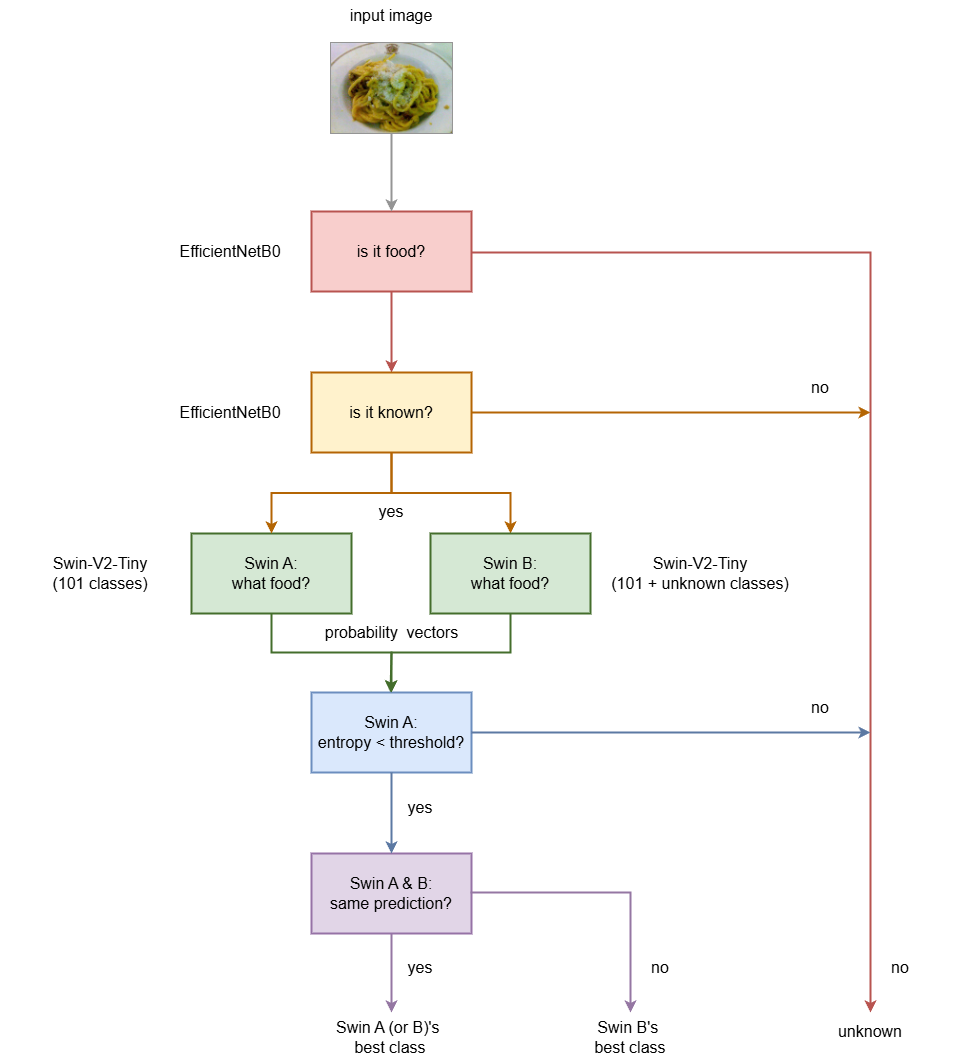 input image
EfficientNetB0
is it food?
EfficientNetB0
is it known?
no
yes
Swin-V2-Tiny
(101 classes)
Swin A:
what food?
Swin B:
what food?
Swin-V2-Tiny
(101 + unknown classes)
probability vectors
Swin A:
entropy < threshold?
no
yes
Swin A & B:
same prediction?
yes
no
no
Swin A (or B)'s
best class
Swin B's
best class
unknown